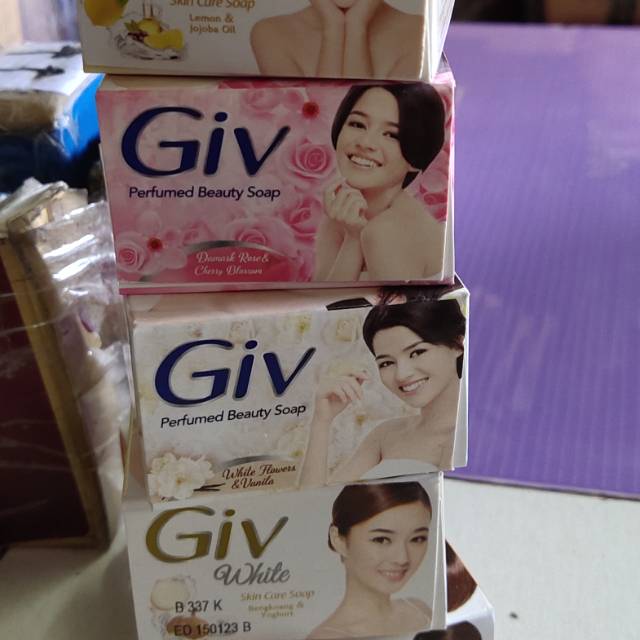 Skin Care Soap
Lemon &
Jojoba Oil
Giv
Perfumed Beauty Soap
Damask Rose &
Cherry Blossom
Giv
Perfumed Beauty Soap
White Flowers
& Vanila
Giv
White
Skin Care Soap
Bengkoang &
Yoghurt
B 337 K
ED 150123 B